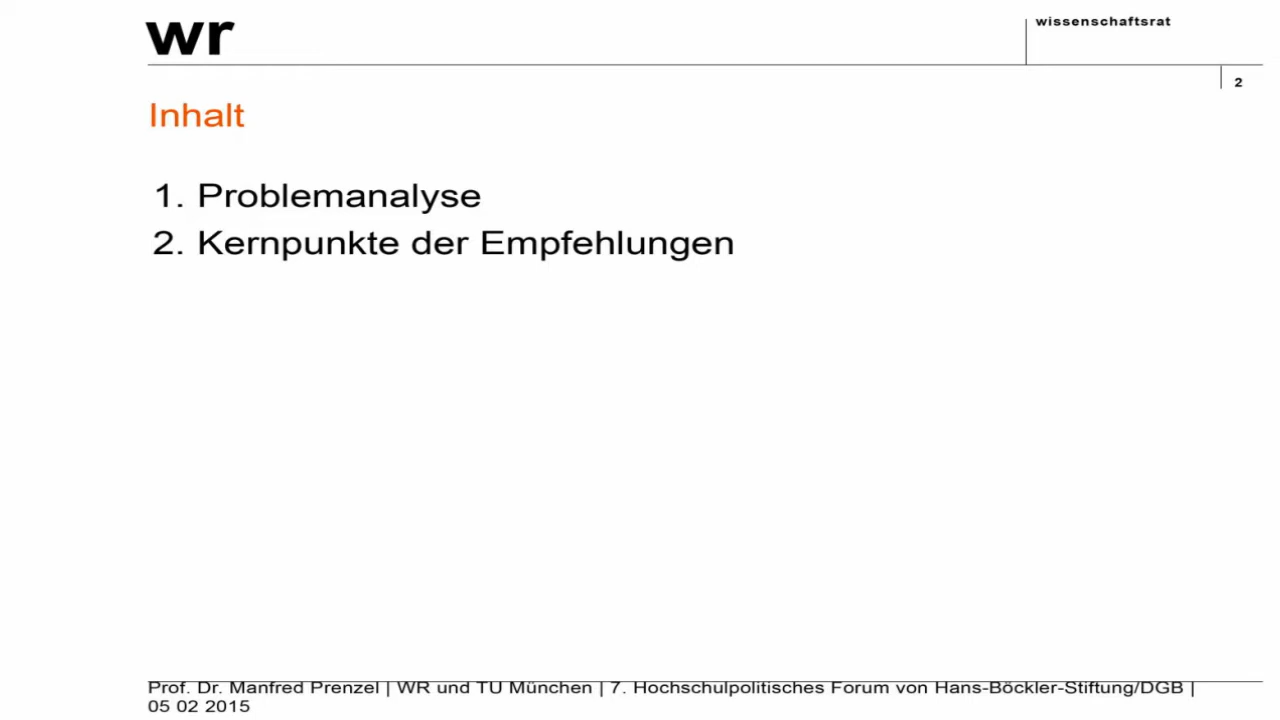 wr
wissenschaftsrat
2
Inhalt
1. Problemanalyse
2. Kernpunkte der Empfehlungen
Prof. Dr. Manfred Prenzel | WR und TU München | 7. Hochschulpolitisches Forum von Hans-Böckler-Stiftung/DGB |
05 02 2015